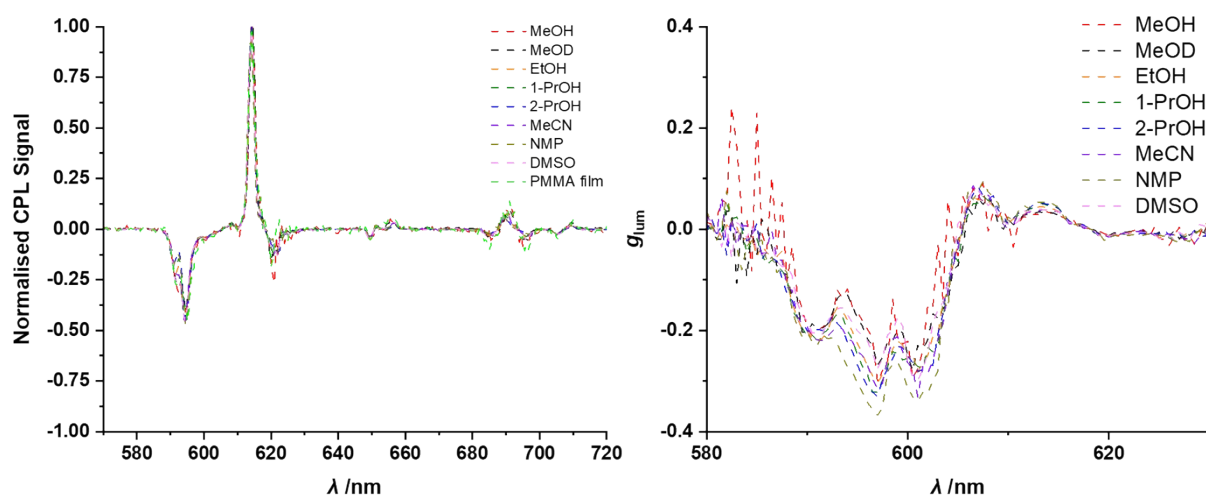 1.00
0.75
0.50
0.25
0.00
-0.25
-0.50
-0.75
-1.00
Normalised CPL Signal
580
600
620
640
660
680
700
720
λ /nm
MeOH
MeOD
EtOH
1-PrOH
2-PrOH
MeCN
NMP
DMSO
PMMA film
0.4
0.2
0.0
-0.2
-0.4
glum
580
600
620
λ /nm
MeOH
MeOD
EtOH
1-PrOH
2-PrOH
MeCN
NMP
DMSO